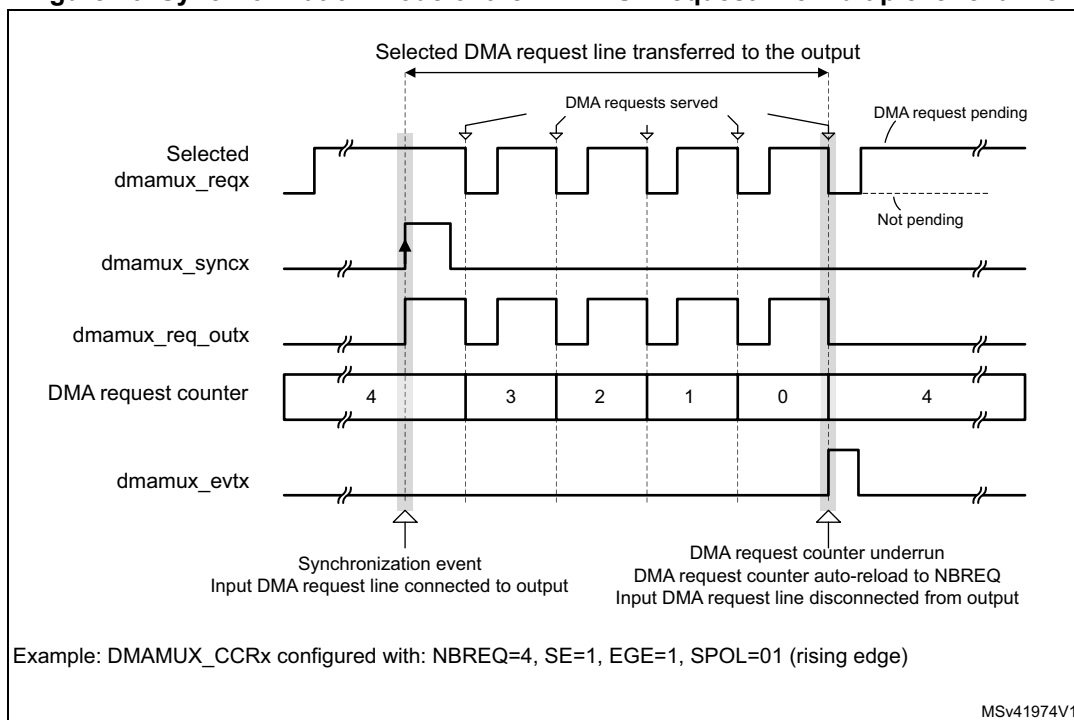 Selected DMA request line transferred to the output
DMA requests served
DMA request pending
Selected
dmamux_reqx
Not pending
dmamux_syncx
dmamux_req_outx
DMA request counter
4 3 2 1 0 4
dmamux_evtx
Synchronization event
Input DMA request line connected to output
DMA request counter underrun
DMA request counter auto-reload to NBREQ
Input DMA request line disconnected from output
Example: DMAMUX_CCRx configured with: NBREQ=4, SE=1, EGE=1, SPOL=01 (rising edge)
MSv41974V1